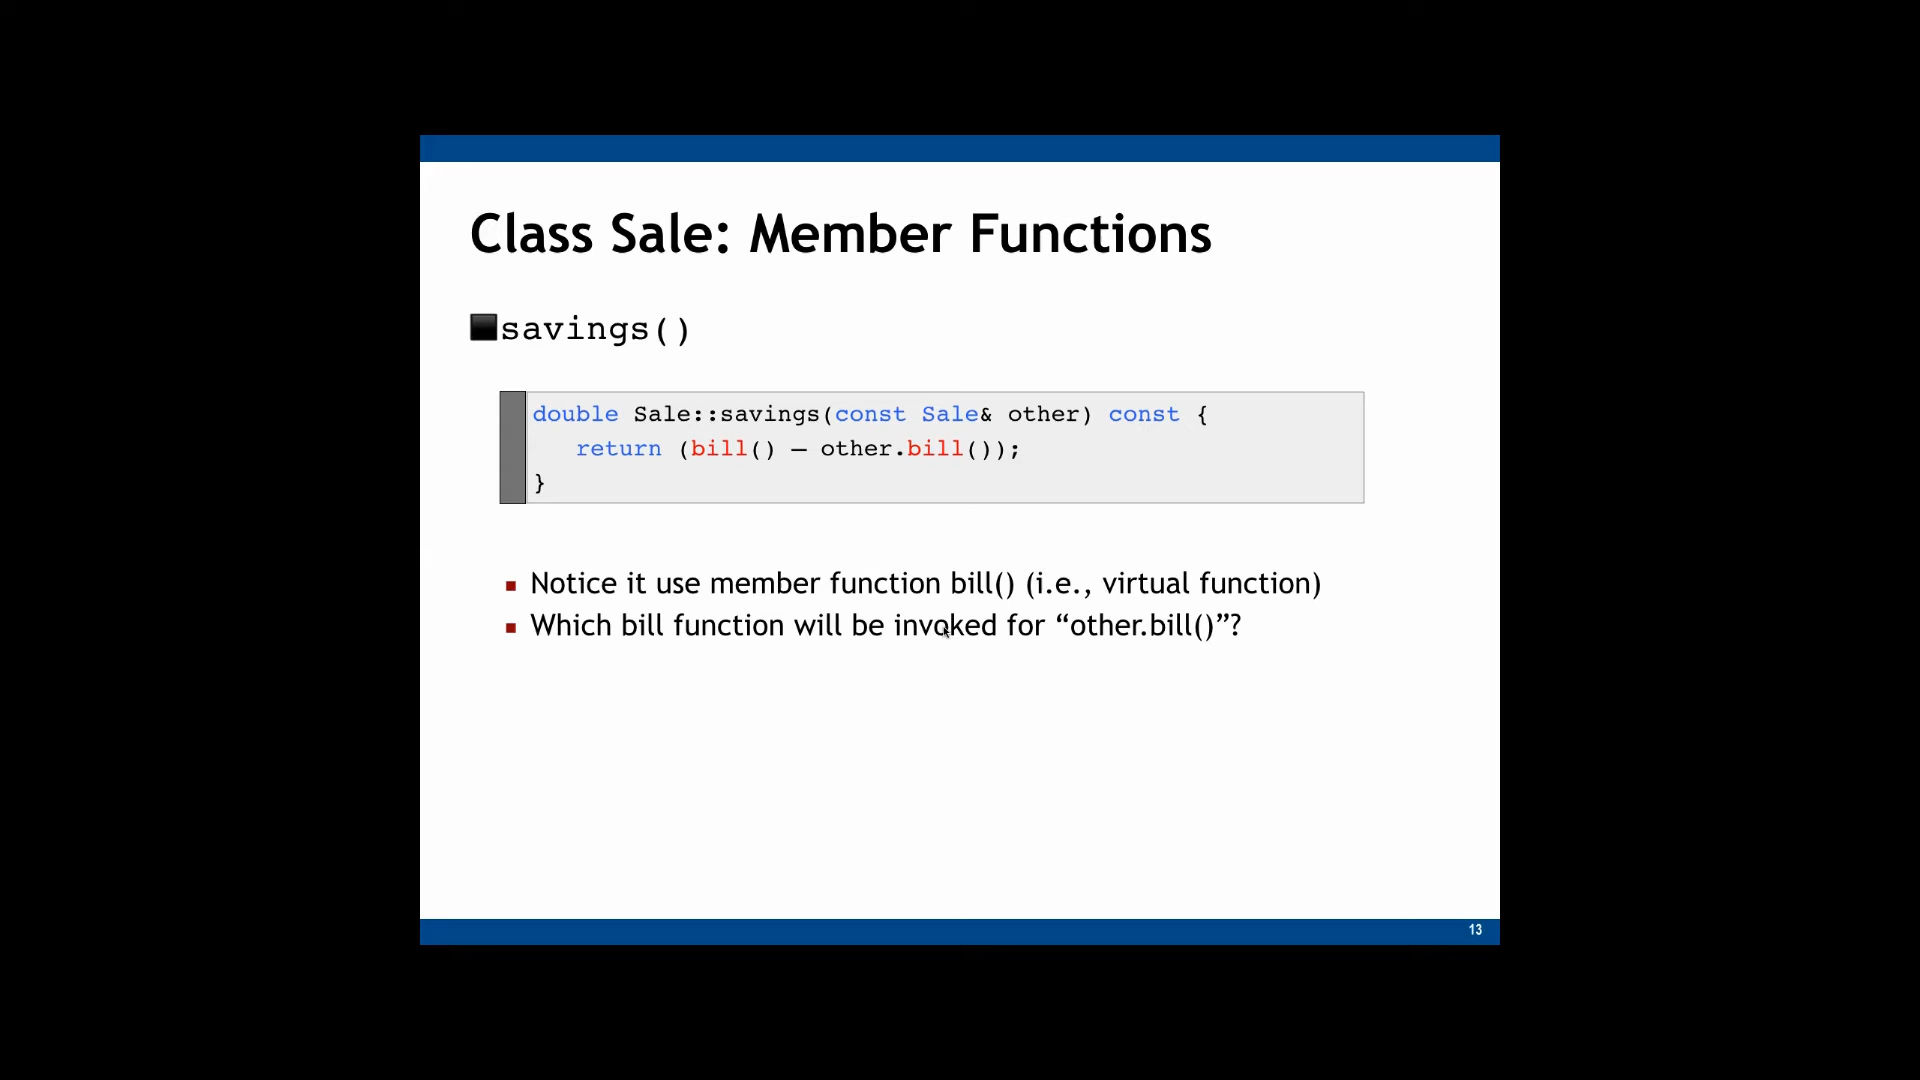 Class Sale: Member Functions
savings()
double Sale::savings(const Sale& other) const {
return (bill() – other.bill());
}
Notice it use member function bill() (i.e., virtual function)
Which bill function will be invoked for “other.bill()”?
13